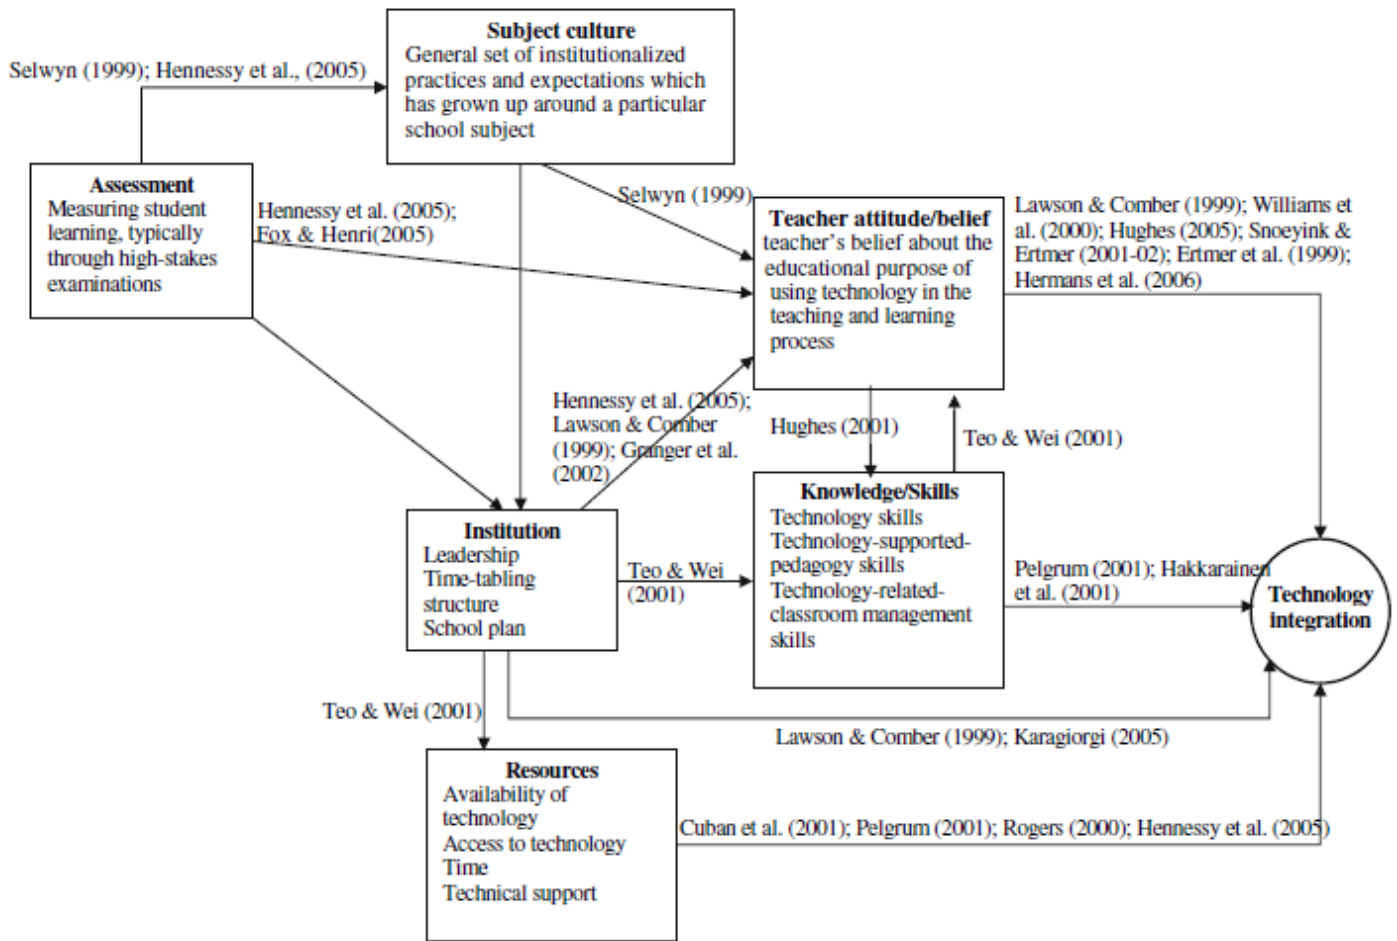 Subject culture
General set of institutionalized
practices and expectations which
has grown up around a particular
school subject
Selwyn (1999); Hennessy et al., (2005)
Assessment
Measuring student
learning, typically
through high-stakes
examinations
Hennessy et al. (2005);
Fox & Henri(2005)
Selwyn (1999)
Teacher attitude/belief
teacher's belief about the
educational purpose of
using technology in the
teaching and learning
process
Lawson & Comber (1999); Williams et
al. (2000); Hughes (2005); Snoeyink &
Ertmer (2001-02); Ertmer et al. (1999);
Hermans et al. (2006)
Hennessy et al. (2005);
Lawson & Comber
(1999); Granger et al.
(2002)
Hughes (2001)
Teo & Wei (2001)
Institution
Leadership
Time-tabling
structure
School plan
Teo & Wei
(2001)
Knowledge/Skills
Technology skills
Technology-supported-
pedagogy skills
Technology-related-
classroom management
skills
Pelgrum (2001); Hakkarainen
et al. (2001)
Technology
integration
Teo & Wei (2001)
Lawson & Comber (1999); Karagiorgi (2005)
Resources
Availability of
technology
Access to technology
Time
Technical support
Cuban et al. (2001); Pelgrum (2001); Rogers (2000); Hennessy et al. (2005)